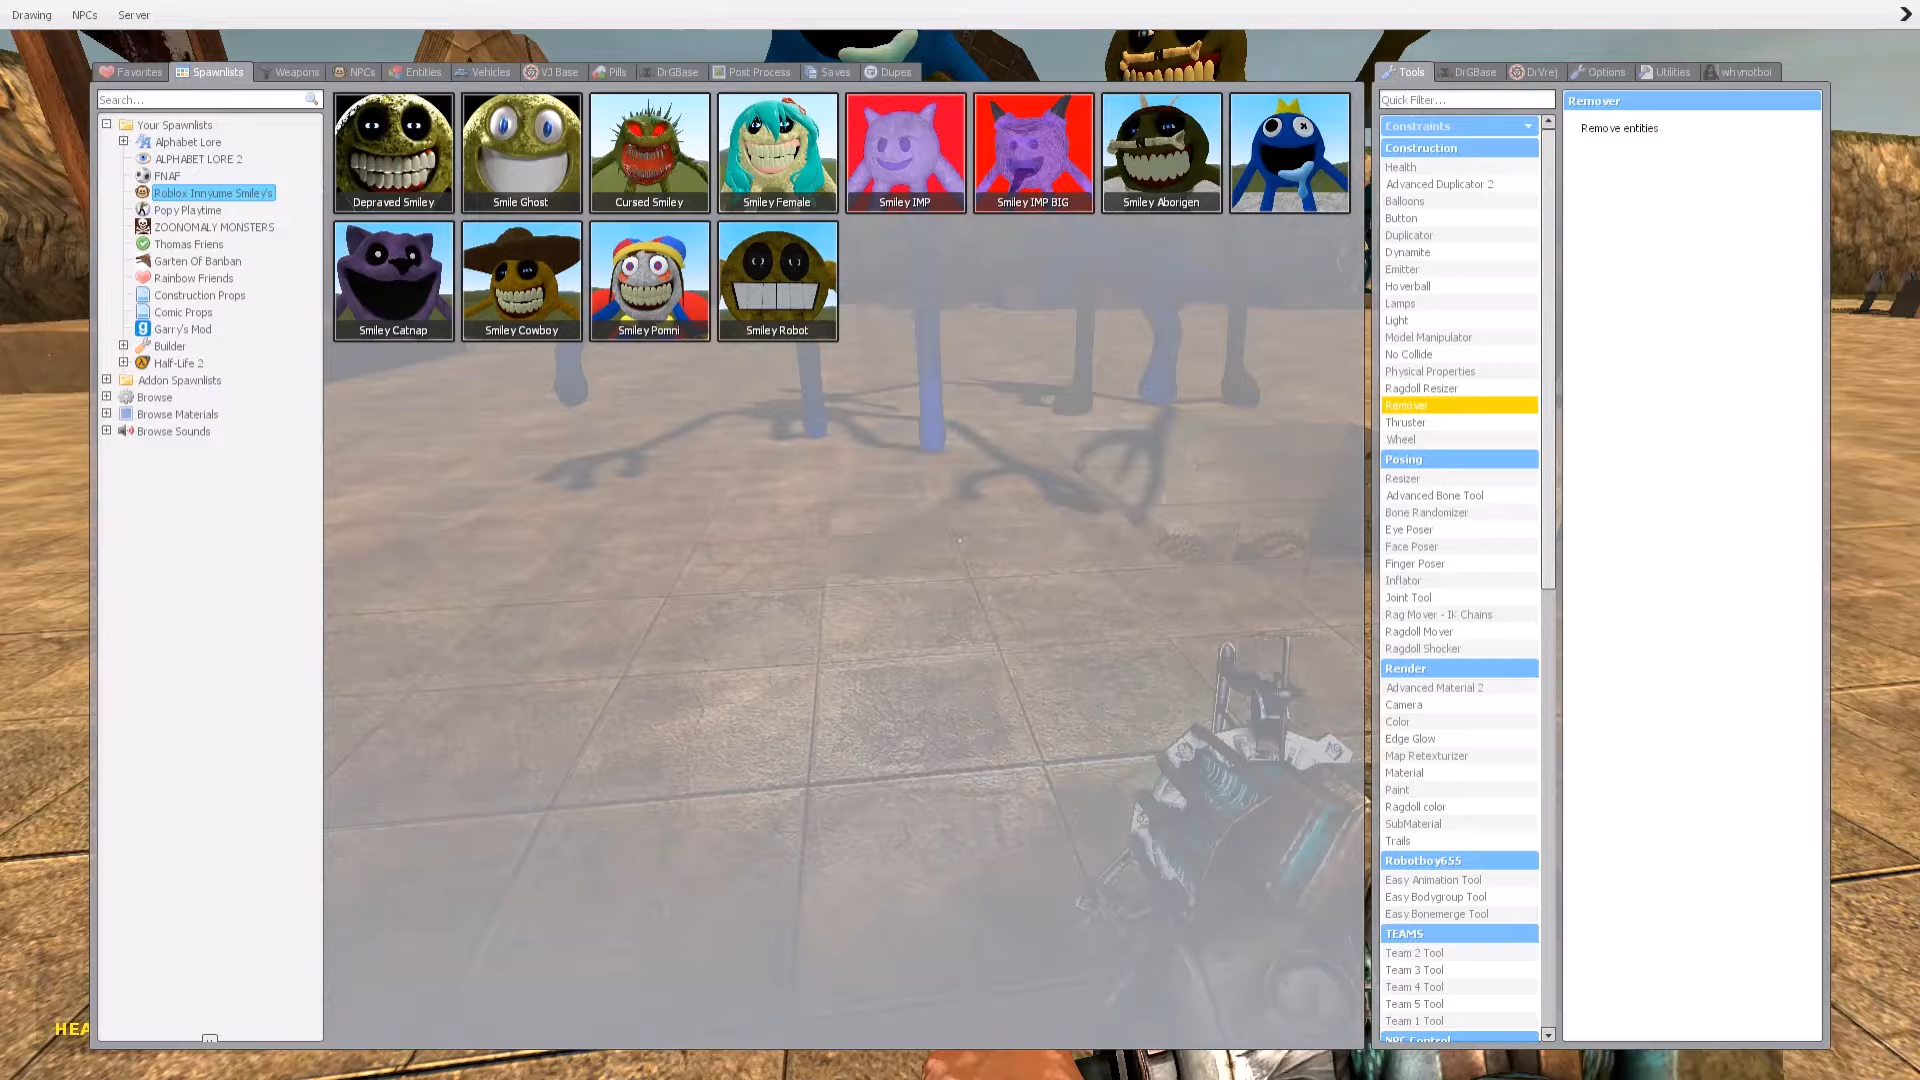 Drawing NPCs Server
Favorites Spawnlists Weapons NPCs Entities Vehicles VJ Base Pills DrGBase Post Process Saves Dupes
Search...
Your Spawnlists
Alphabet Lore
ALPHABET LORE 2
FNAF
Roblox Innyume Smiley's
Popy Playtime
ZOONOMALY MONSTERS
Thomas Friens
Garten Of Banban
Rainbow Friends
Construction Props
Comic Props
Garry's Mod
Builder
Half-Life 2
Addon Spawnlists
Browse
Browse Materials
Browse Sounds
Depraved Smiley
Smile Ghost
Cursed Smiley
Smiley Female
Smiley IMP
Smiley IMP BIG
Smiley Aborigen
Smiley Catnap
Smiley Cowboy
Smiley Pomni
Smiley Robot
HEA
Tools DrGBase DrVrej Options Utilities whynotboi
Quick Filter...
Constraints
Construction
Health
Advanced Duplicator 2
Balloons
Button
Duplicator
Dynamite
Emitter
Hoverball
Lamps
Light
Model Manipulator
No Collide
Physical Properties
Ragdoll Resizer
Remover
Thruster
Wheel
Posing
Resizer
Advanced Bone Tool
Bone Randomizer
Eye Poser
Face Poser
Finger Poser
Inflator
Joint Tool
Rag Mover - IK Chains
Ragdoll Mover
Ragdoll Shocker
Render
Advanced Material 2
Camera
Color
Edge Glow
Map Retexturizer
Material
Paint
Ragdoll color
SubMaterial
Trails
Robotboy655
Easy Animation Tool
Easy Bodygroup Tool
Easy Bonemerge Tool
TEAMS
Team 2 Tool
Team 3 Tool
Team 4 Tool
Team 5 Tool
Team 1 Tool
NPC Control
Remover
Remove entities